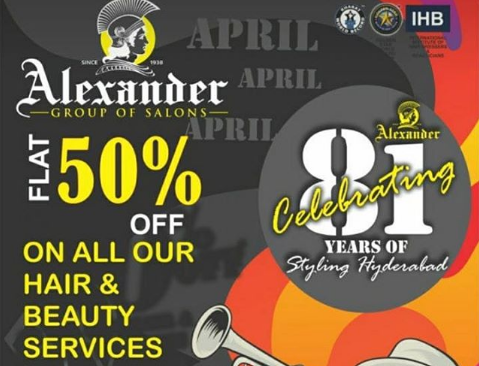 IHB
APRIL
APRIL
APRIL
SINCE 1938
Alexander
GROUP OF SALONS
FLAT 50%
OFF
ON ALL OUR
HAIR &
BEAUTY
SERVICES
Alexander
81
Celebrating
YEARS OF
Styling Hyderabad